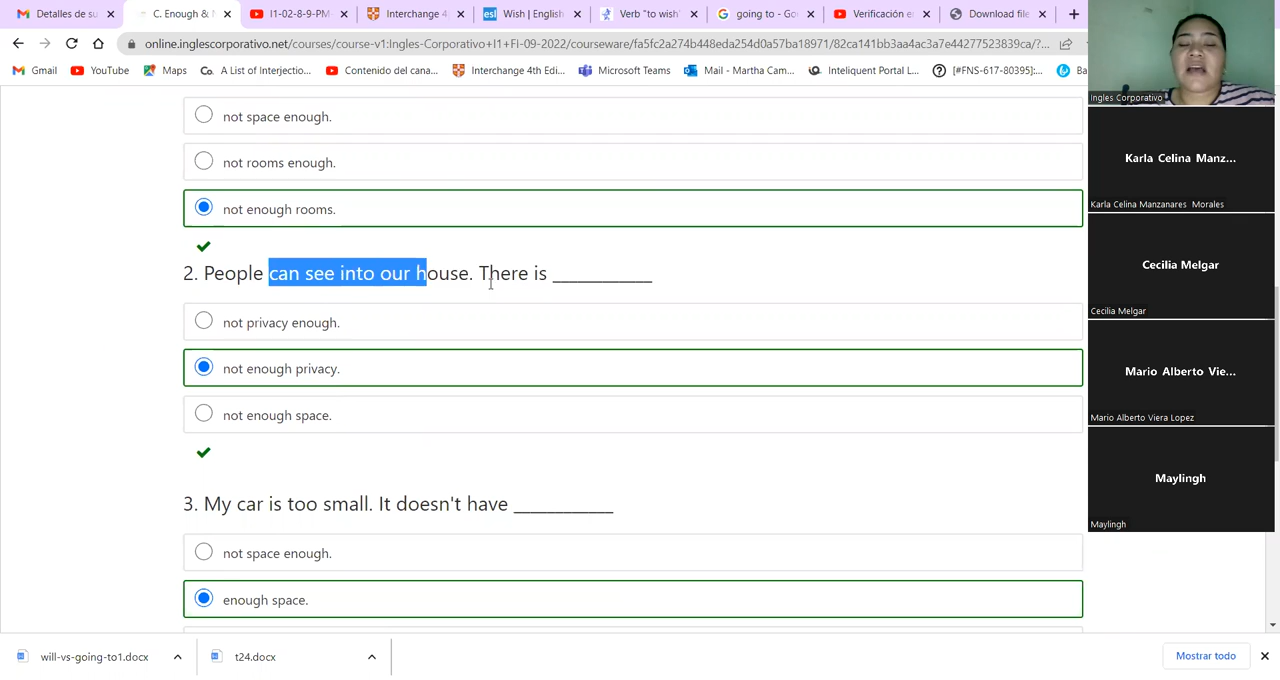 Detalles de su
C. Enough & N
I1-02-8-9-PM-
Interchange 4
esl
Wish | English
Verb "to wish"
going to - Go
Verificación e
Download file
online.inglescorporativo.net/courses/course-v1:Ingles-Corporativo+I1+FI-09-2022/courseware/fa5fc2a274b448eda254d0a57ba18971/82ca141bb3aa4ac3a7e44277523839ca/?...
Gmail
YouTube
Maps
Co.
A List of Interjectio...
Contenido del cana...
Interchange 4th Edi...
Microsoft Teams
Mail - Martha Cam...
Inteliquent Portal L...
[#FNS-617-80395]:...
Ba
not space enough.
not rooms enough.
not enough rooms.
2. People can see into our house. There is ___________
not privacy enough.
not enough privacy.
not enough space.
3. My car is too small. It doesn't have ___________
not space enough.
enough space.
Ingles Corporativo
Karla Celina Manz...
Karla Celina Manzanares Morales
Cecilia Melgar
Cecilia Melgar
Mario Alberto Vie...
Mario Alberto Viera Lopez
Maylingh
Maylingh
will-vs-going-to1.docx
t24.docx
Mostrar todo